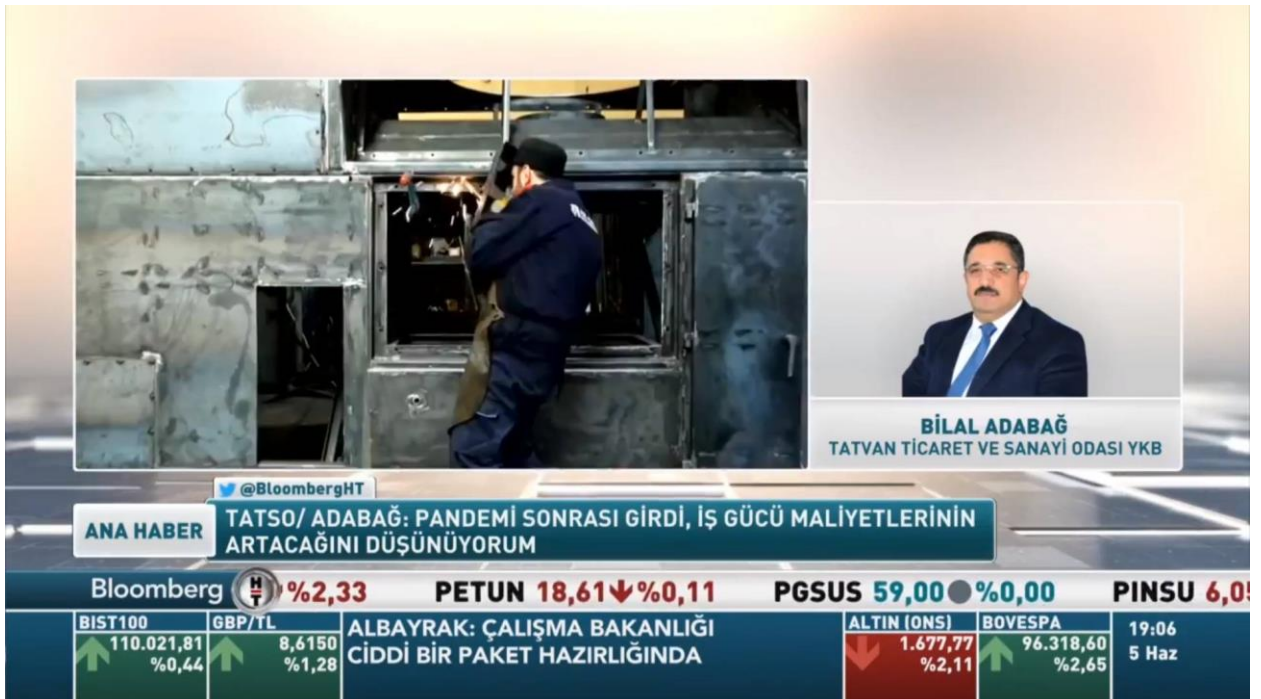 BİLAL ADABAĞ
TATVAN TİCARET VE SANAYİ ODASI YKB
@BloombergHT
ANA HABER
TATSO/ ADABAĞ: PANDEMİ SONRASI GİRDİ, İŞ GÜCÜ MALİYETLERİNİN
ARTACAĞINI DÜŞÜNÜYORUM
Bloomberg HT %2,33 PETUN 18,61 %0,11 PGSUS 59,00 %0,00 PINSU 6,05
BIST100
110.021,81
%0,44
GBP/TL
8,6150
%1,28
ALBAYRAK: ÇALIŞMA BAKANLIĞI
CİDDİ BİR PAKET HAZIRLIĞINDA
ALTIN (ONS)
1.677,77
%2,11
BOVESPA
96.318,60
%2,65
19:06
5 Haz